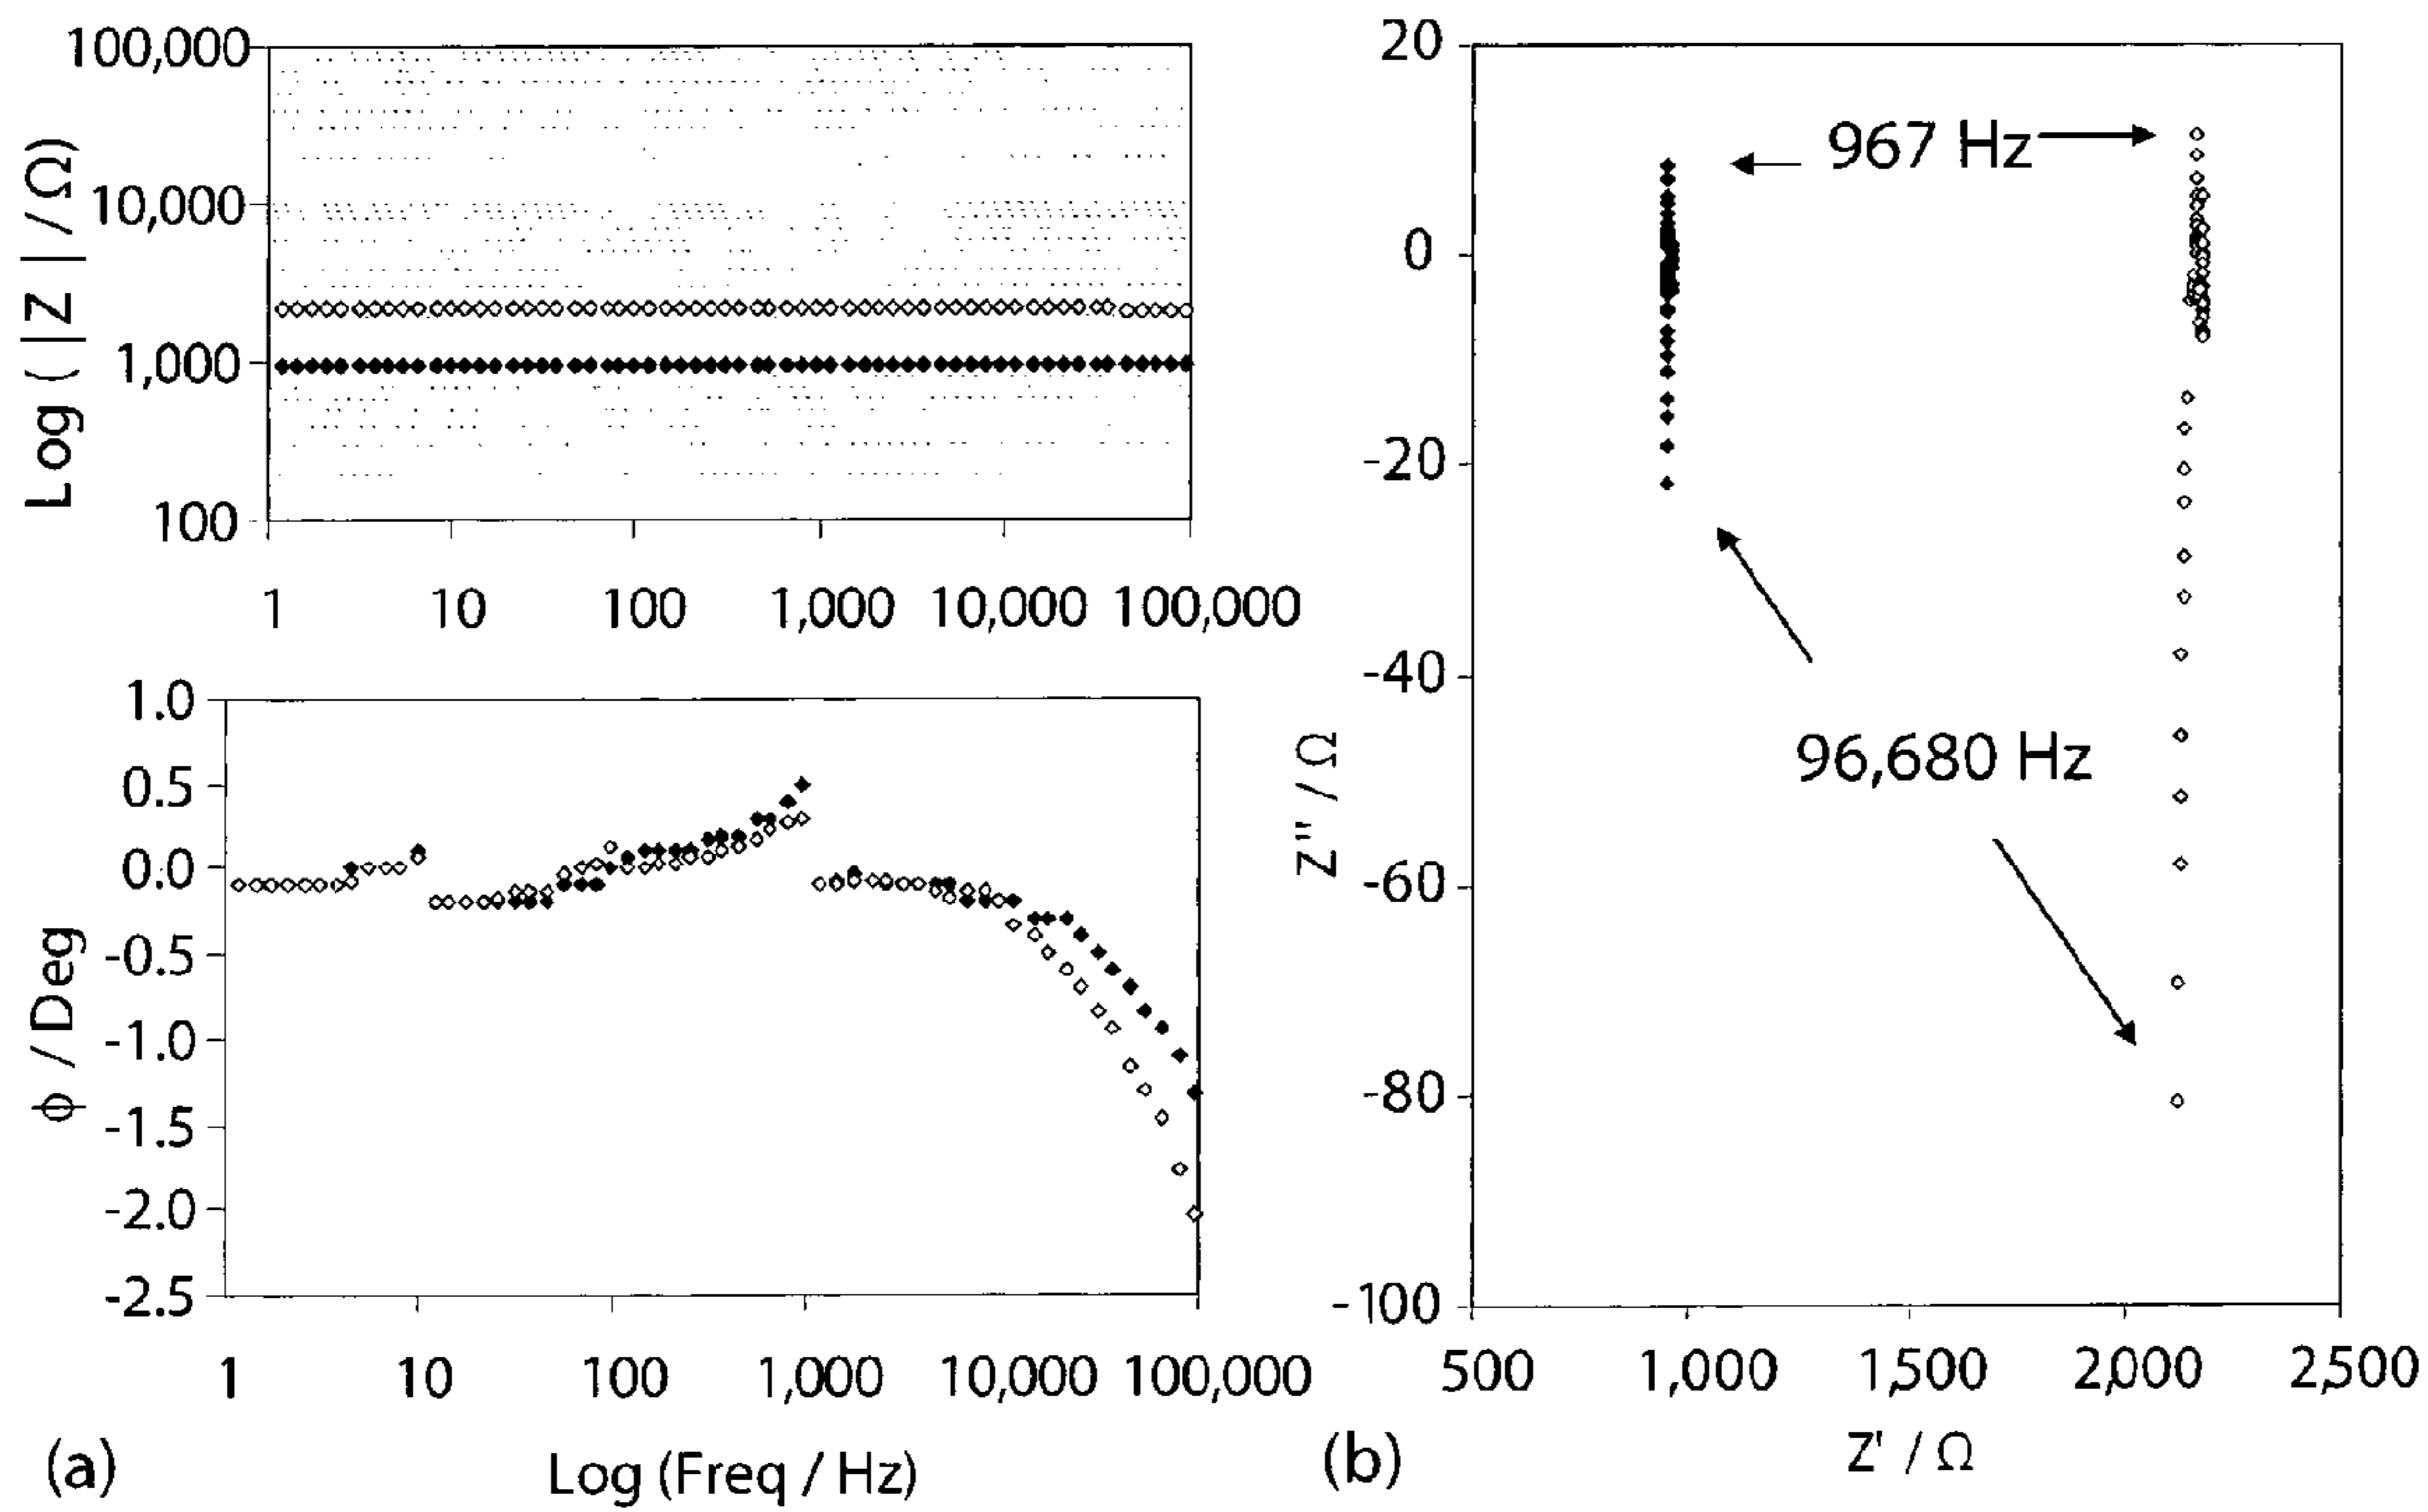 100,000
10,000
1,000
100
Log ( |Z | / Ω)
1 10 100 1,000 10,000 100,000
1.0
0.5
0.0
-0.5
-1.0
-1.5
-2.0
-2.5
ϕ / Deg
1 10 100 1,000 10,000 100,000
(a)
Log (Freq / Hz)
20
0
-20
-40
-60
-80
-100
Z'' / Ω
967 Hz
96,680 Hz
500 1,000 1,500 2,000 2,500
(b)
Z' / Ω